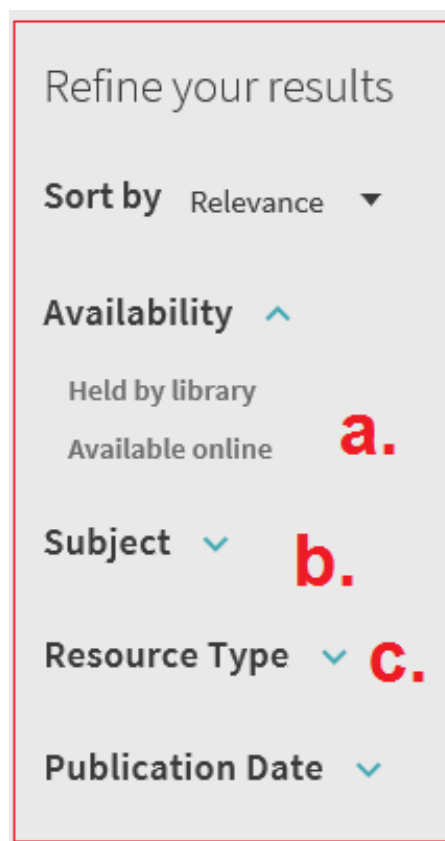 Refine your results
Sort by Relevance
Availability
Held by library
a.
Available online
Subject
b.
Resource Type c.
Publication Date